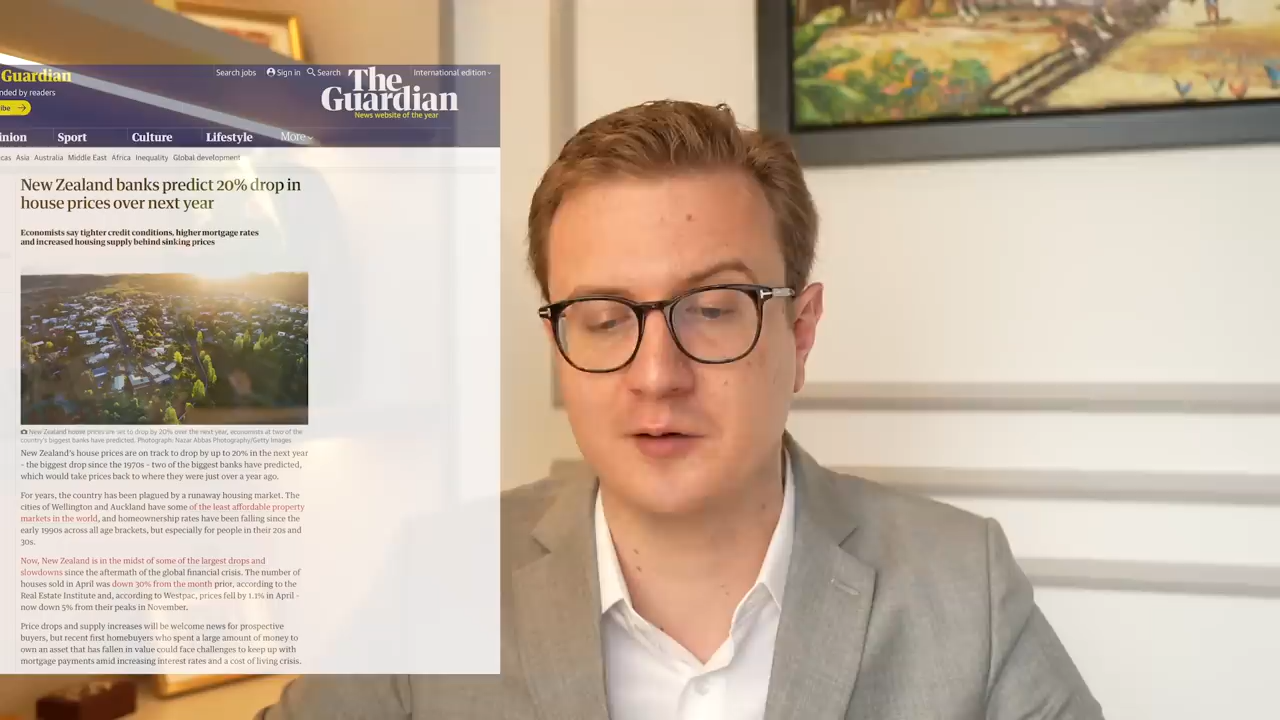 Guardian
nded by readers
ibe →
Search jobs
Sign in
Search
International edition
The
Guardian
News website of the year
inion
Sport
Culture
Lifestyle
More
cas Asia Australia Middle East Africa Inequality Global development
New Zealand banks predict 20% drop in
house prices over next year
Economists say tighter credit conditions, higher mortgage rates
and increased housing supply behind sinking prices
New Zealand house prices are set to drop by 20% over the next year, economists at two of the
country's biggest banks have predicted. Photograph: Nazar Abbas Photography/Getty Images
New Zealand's house prices are on track to drop by up to 20% in the next year
– the biggest drop since the 1970s – two of the biggest banks have predicted,
which would take prices back to where they were just over a year ago.
For years, the country has been plagued by a runaway housing market. The
cities of Wellington and Auckland have some of the least affordable property
markets in the world, and homeownership rates have been falling since the
early 1990s across all age brackets, but especially for people in their 20s and
30s.
Now, New Zealand is in the midst of some of the largest drops and
slowdowns since the aftermath of the global financial crisis. The number of
houses sold in April was down 30% from the month prior, according to the
Real Estate Institute and, according to Westpac, prices fell by 1.1% in April –
now down 5% from their peaks in November.
Price drops and supply increases will be welcome news for prospective
buyers, but recent first homebuyers who spent a large amount of money to
own an asset that has fallen in value could face challenges to keep up with
mortgage payments amid increasing interest rates and a cost of living crisis.